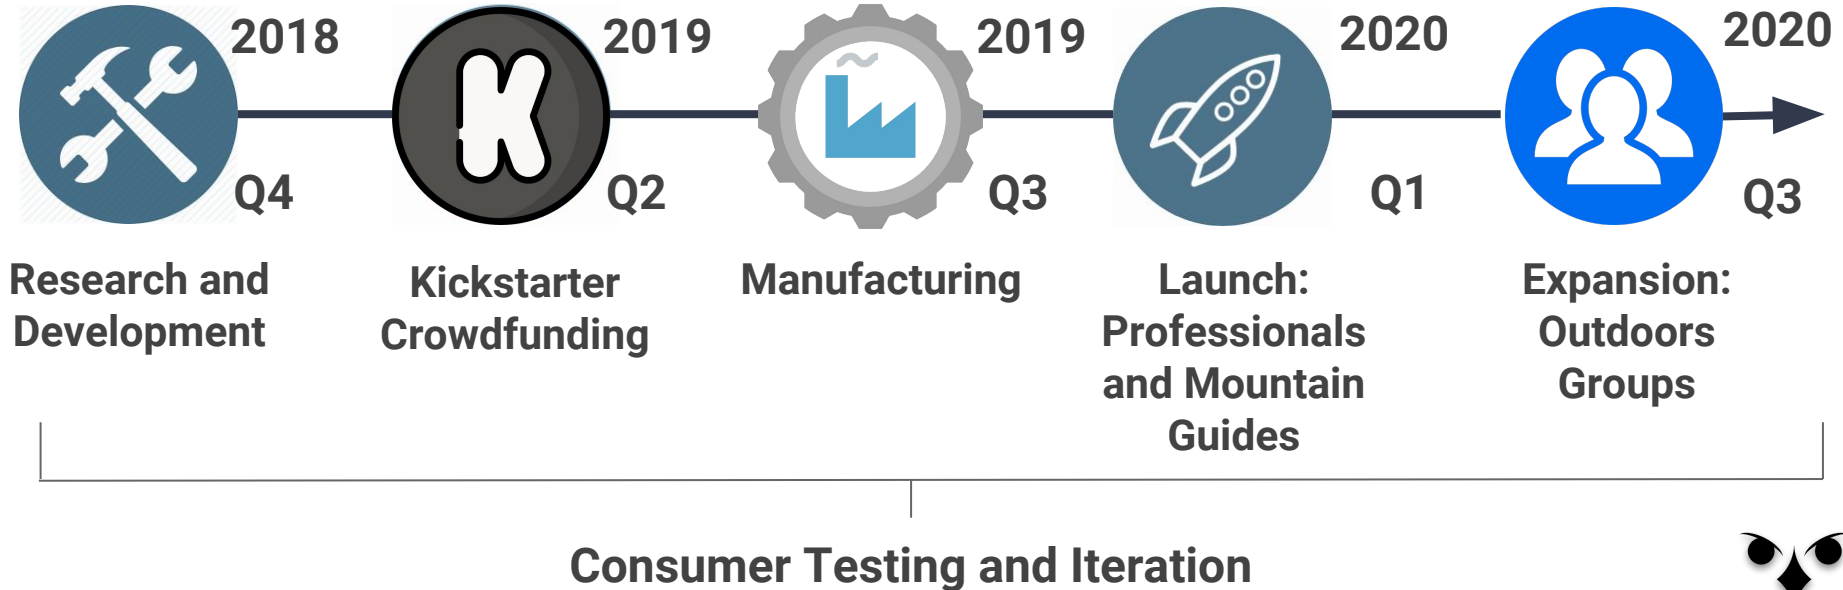 2018
2019
2019
2020
2020
K
Q4
Q2
Q3
Q1
Q3
Research and
Development
Kickstarter
Crowdfunding
Manufacturing
Launch:
Professionals
and Mountain
Guides
Expansion:
Outdoors
Groups
Consumer Testing and Iteration